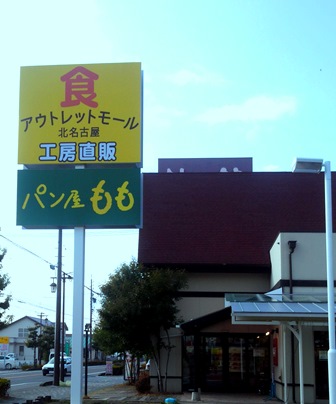 食
アウトレットモール
北名古屋
工房直販
パン屋もも